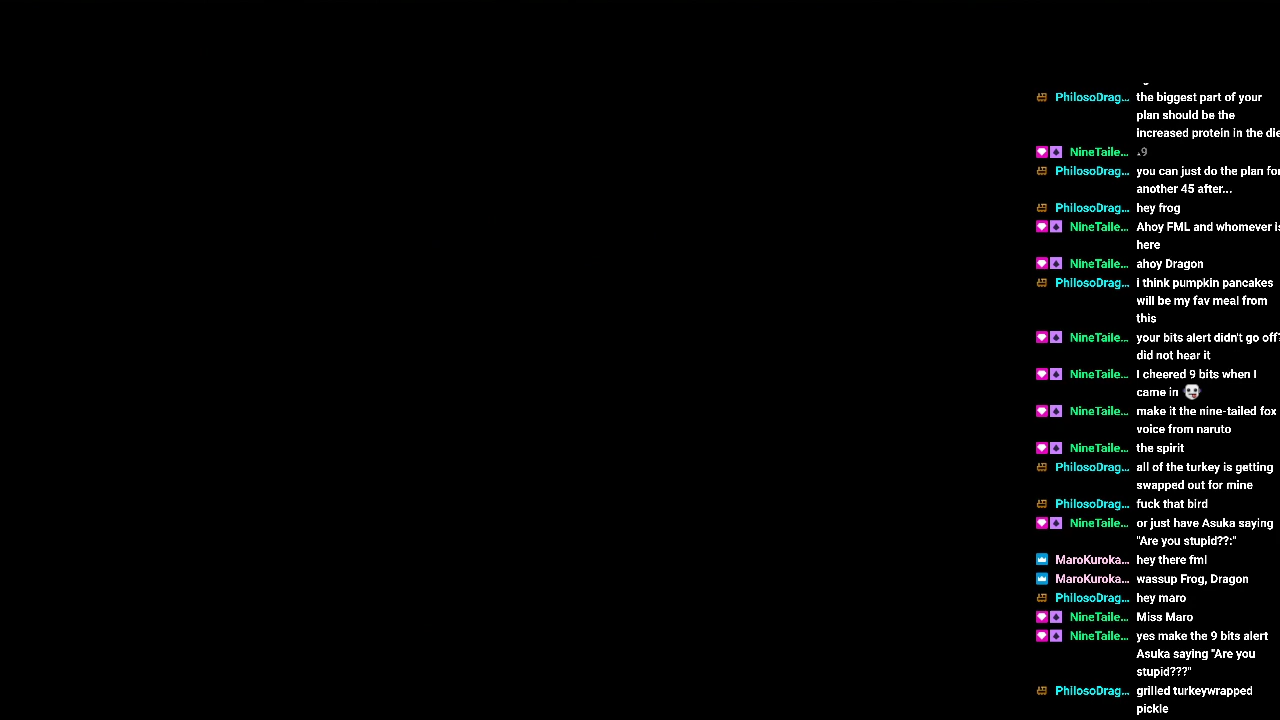 PhilosoDrag... the biggest part of your
plan should be the
increased protein in the die
NineTaile... 9
PhilosoDrag... you can just do the plan for
another 45 after...
PhilosoDrag... hey frog
NineTaile... Ahoy FML and whomever is
here
NineTaile... ahoy Dragon
PhilosoDrag... i think pumpkin pancakes
will be my fav meal from
this
NineTaile... your bits alert didn't go off?
did not hear it
NineTaile... I cheered 9 bits when I
came in
NineTaile... make it the nine-tailed fox
voice from naruto
NineTaile... the spirit
PhilosoDrag... all of the turkey is getting
swapped out for mine
PhilosoDrag... fuck that bird
NineTaile... or just have Asuka saying
"Are you stupid??:"
MaroKuroka... hey there fml
MaroKuroka... wassup Frog, Dragon
PhilosoDrag... hey maro
NineTaile... Miss Maro
NineTaile... yes make the 9 bits alert
Asuka saying "Are you
stupid???"
PhilosoDrag... grilled turkeywrapped
pickle